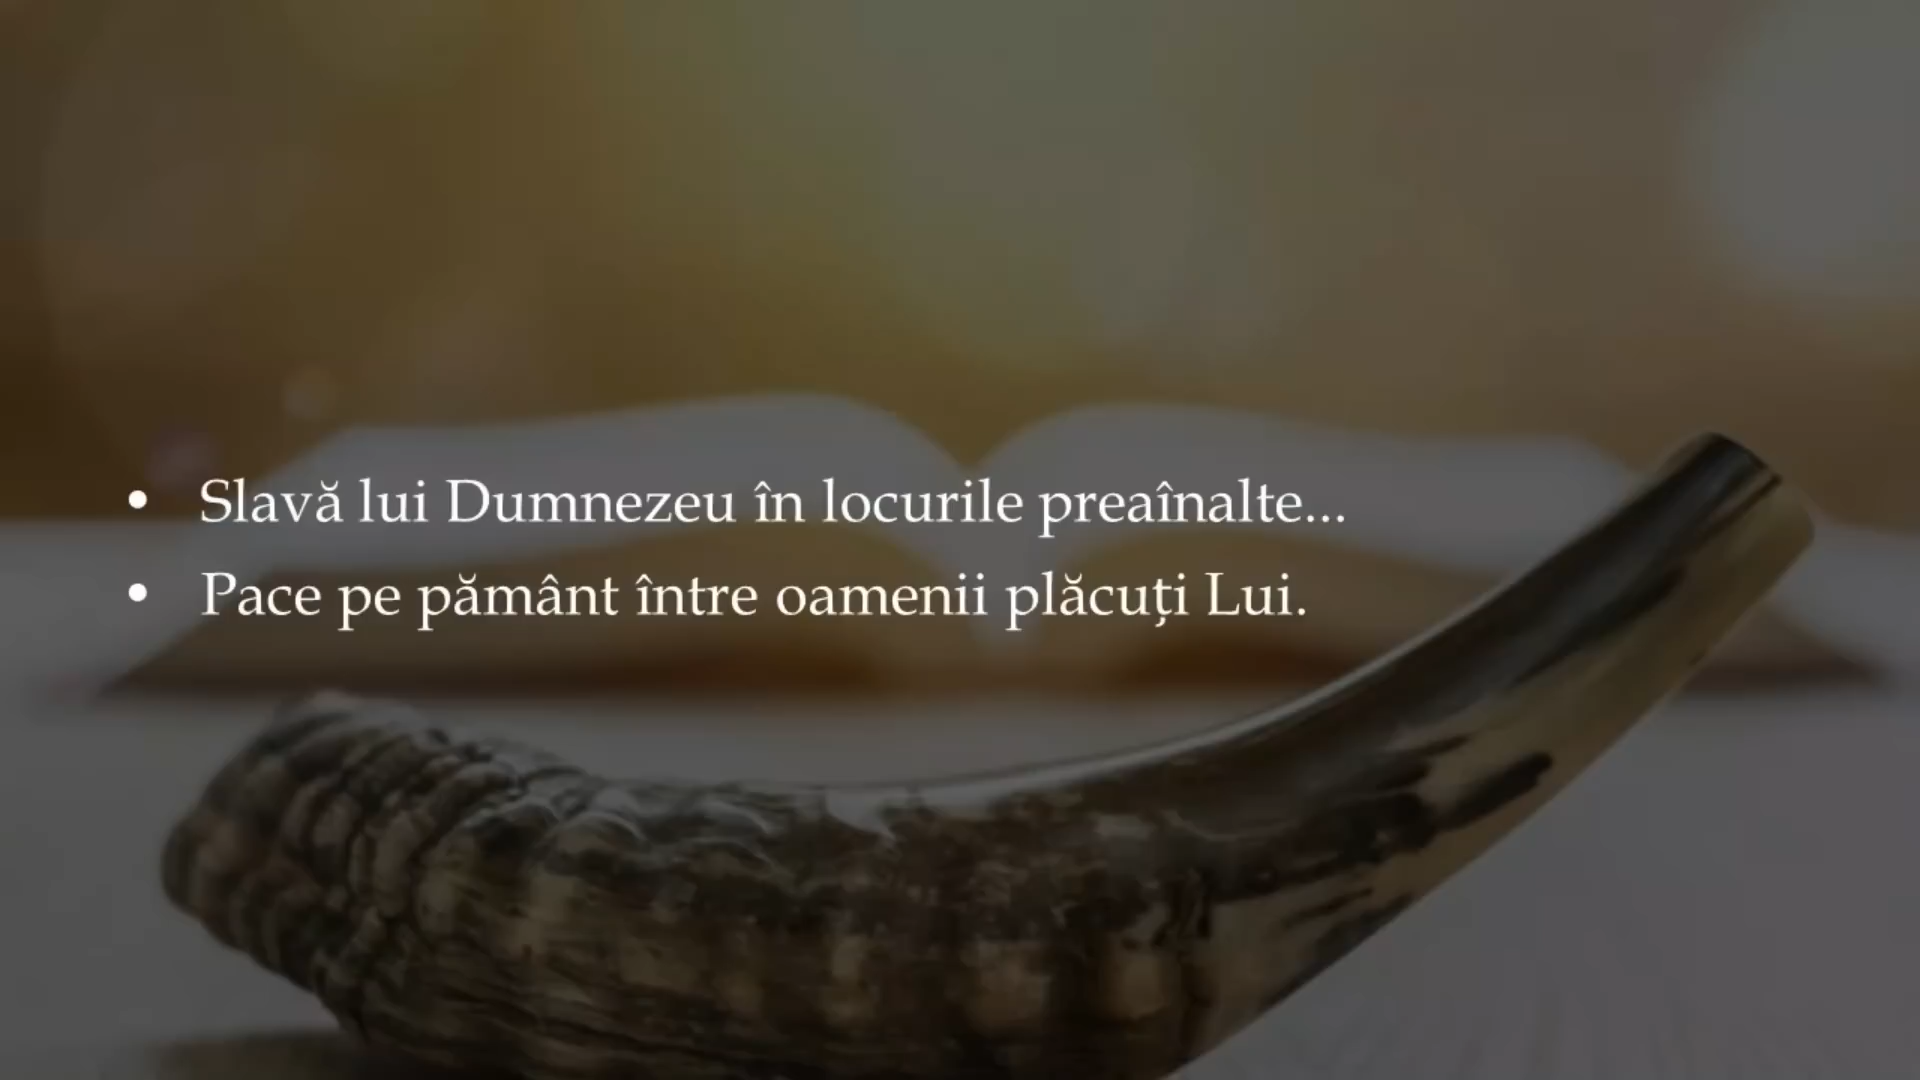 • Slavă lui Dumnezeu în locurile preaînalte...
• Pace pe pământ între oamenii plăcuți Lui.